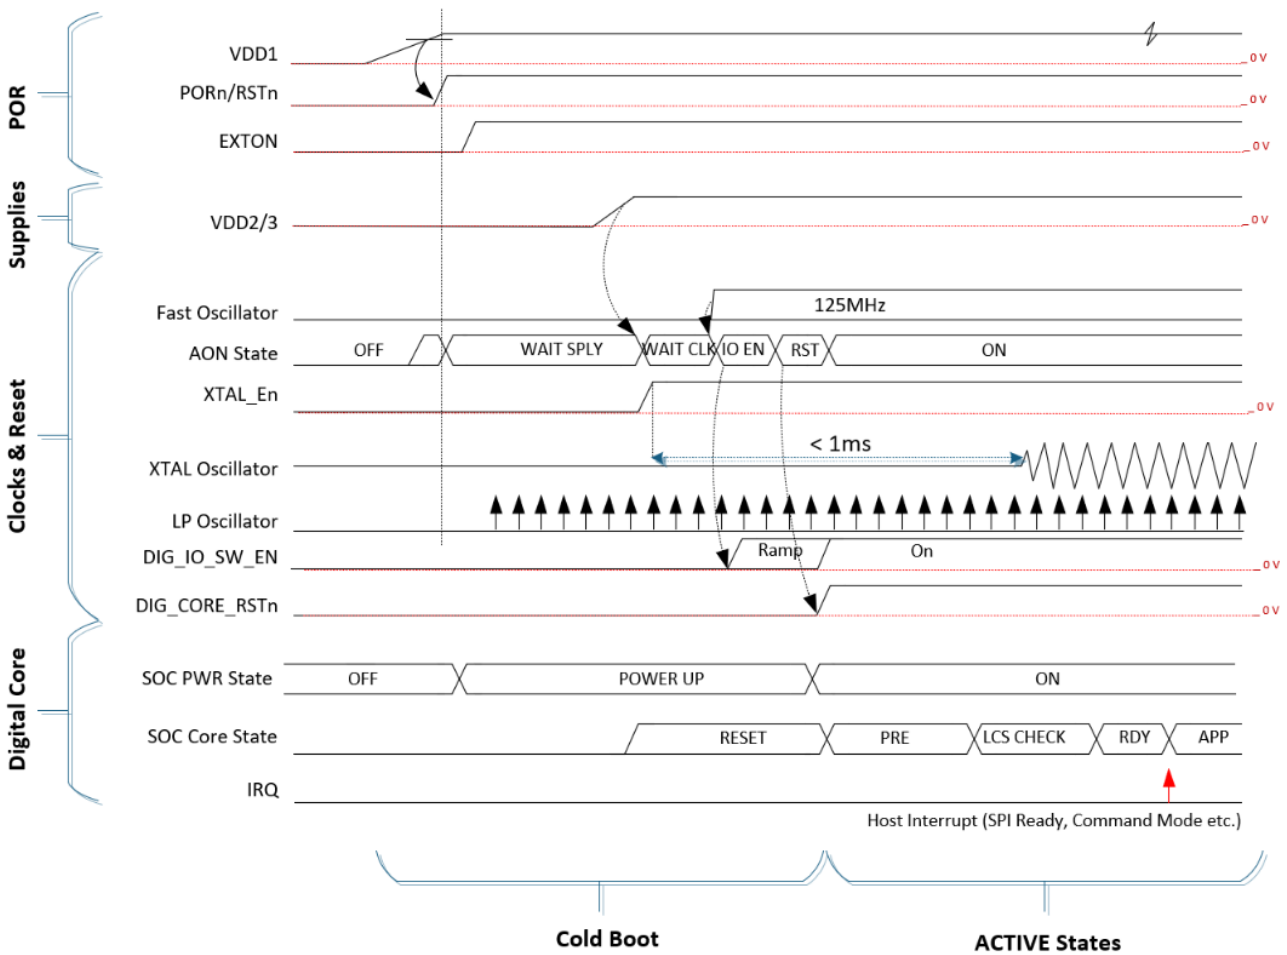 POR
VDD1
0 V
PORn/RSTn
0 V
EXTON
0 V
Supplies
VDD2/3
0 V
Clocks & Reset
Fast Oscillator
125MHz
AON State
OFF
WAIT SPLY
WAIT CLK
IO EN
RST
ON
XTAL_En
0 V
< 1ms
XTAL Oscillator
LP Oscillator
DIG_IO_SW_EN
Ramp
On
0 V
DIG_CORE_RSTn
0 V
Digital Core
SOC PWR State
OFF
POWER UP
ON
SOC Core State
RESET
PRE
LCS CHECK
RDY
APP
IRQ
Host Interrupt (SPI Ready, Command Mode etc.)
Cold Boot
ACTIVE States